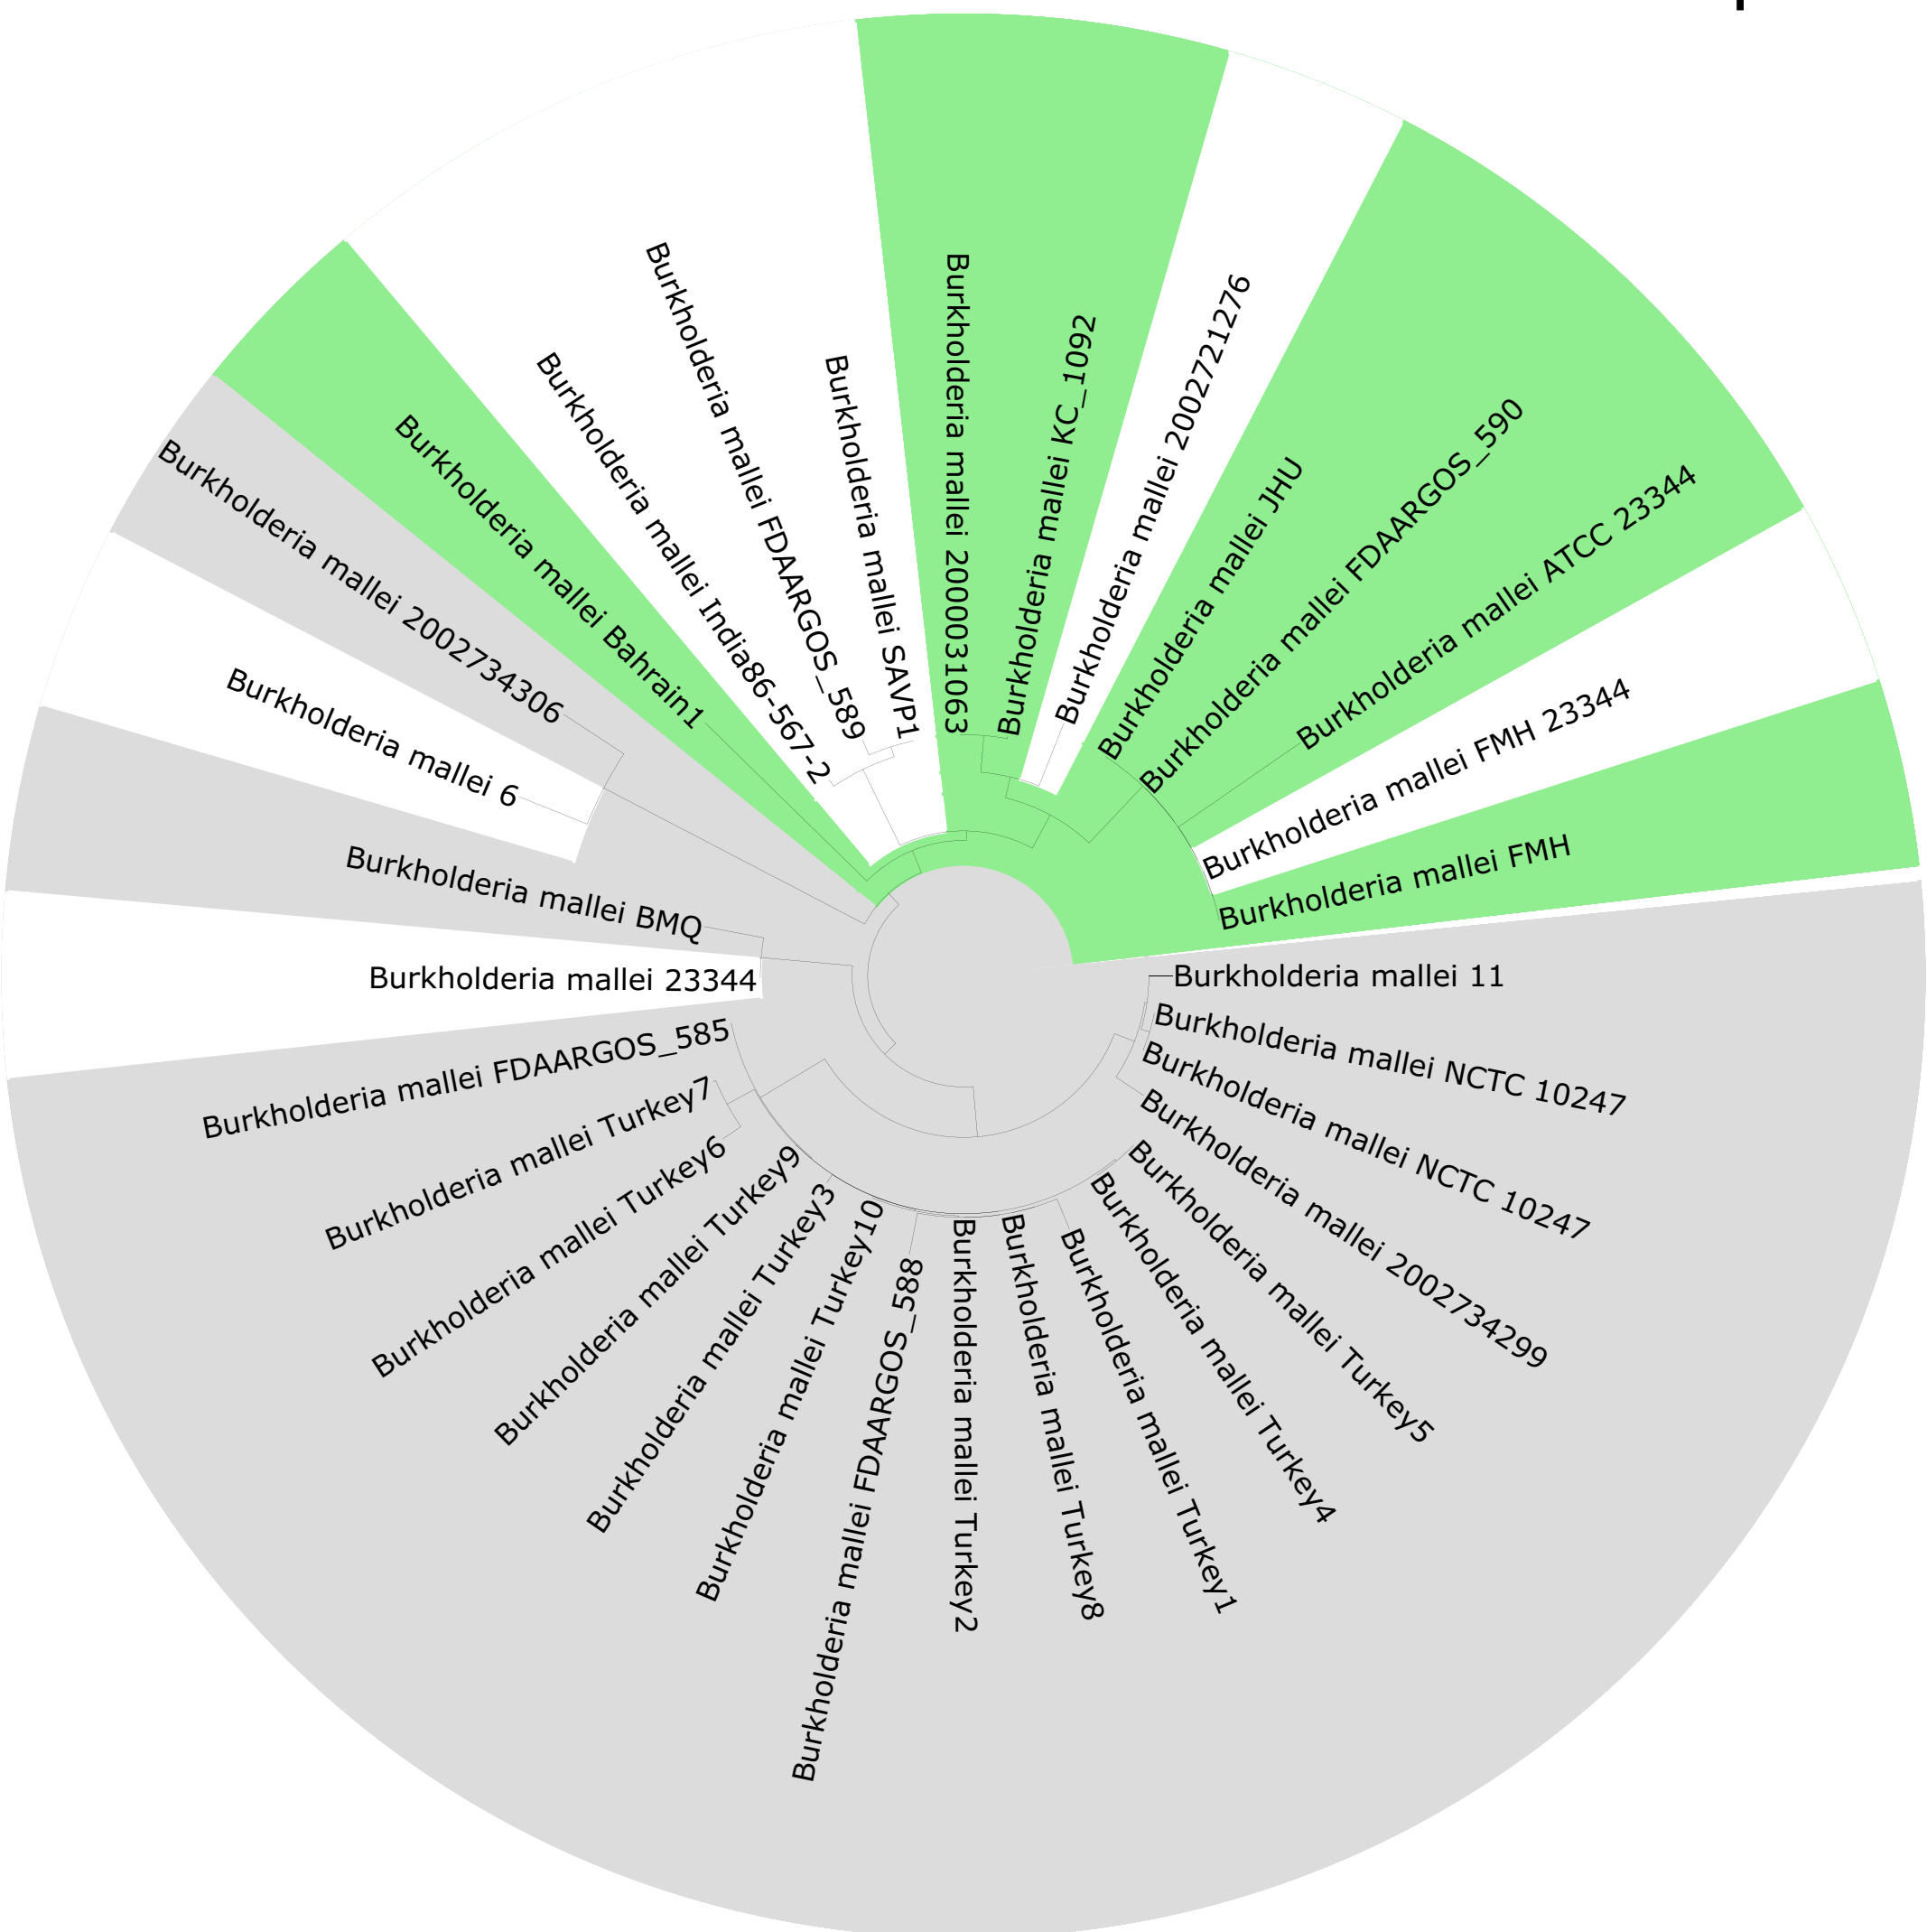 Burkholderia mallei 2000031063
Burkholderia mallei KC_1092
Burkholderia mallei 2002721276
Burkholderia mallei JHU
Burkholderia mallei FDAARGOS_590
Burkholderia mallei ATCC 23344
Burkholderia mallei FMH 23344
Burkholderia mallei FMH
Burkholderia mallei 11
Burkholderia mallei NCTC 10247
Burkholderia mallei NCTC 10247
Burkholderia mallei 2002734299
Burkholderia mallei Turkey5
Burkholderia mallei Turkey4
Burkholderia mallei Turkey1
Burkholderia mallei Turkey8
Burkholderia mallei Turkey2
Burkholderia mallei FDAARGOS_588
Burkholderia mallei Turkey10
Burkholderia mallei Turkey3
Burkholderia mallei Turkey9
Burkholderia mallei Turkey6
Burkholderia mallei Turkey7
Burkholderia mallei FDAARGOS_585
Burkholderia mallei 23344
Burkholderia mallei BMQ
Burkholderia mallei 6
Burkholderia mallei 2002734306
Burkholderia mallei Bahrain1
Burkholderia mallei India86-567-2
Burkholderia mallei FDAARGOS_589
Burkholderia mallei SAVP1